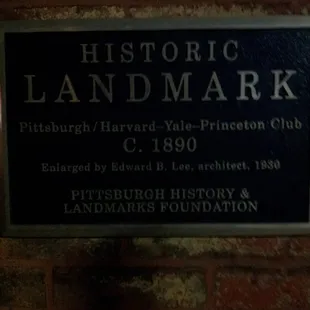 HISTORIC
LANDMARK
Pittsburgh/Harvard–Yale–Princeton Club
C. 1890
Enlarged by Edward B. Lee, architect, 1930
PITTSBURGH HISTORY &
LANDMARKS FOUNDATION